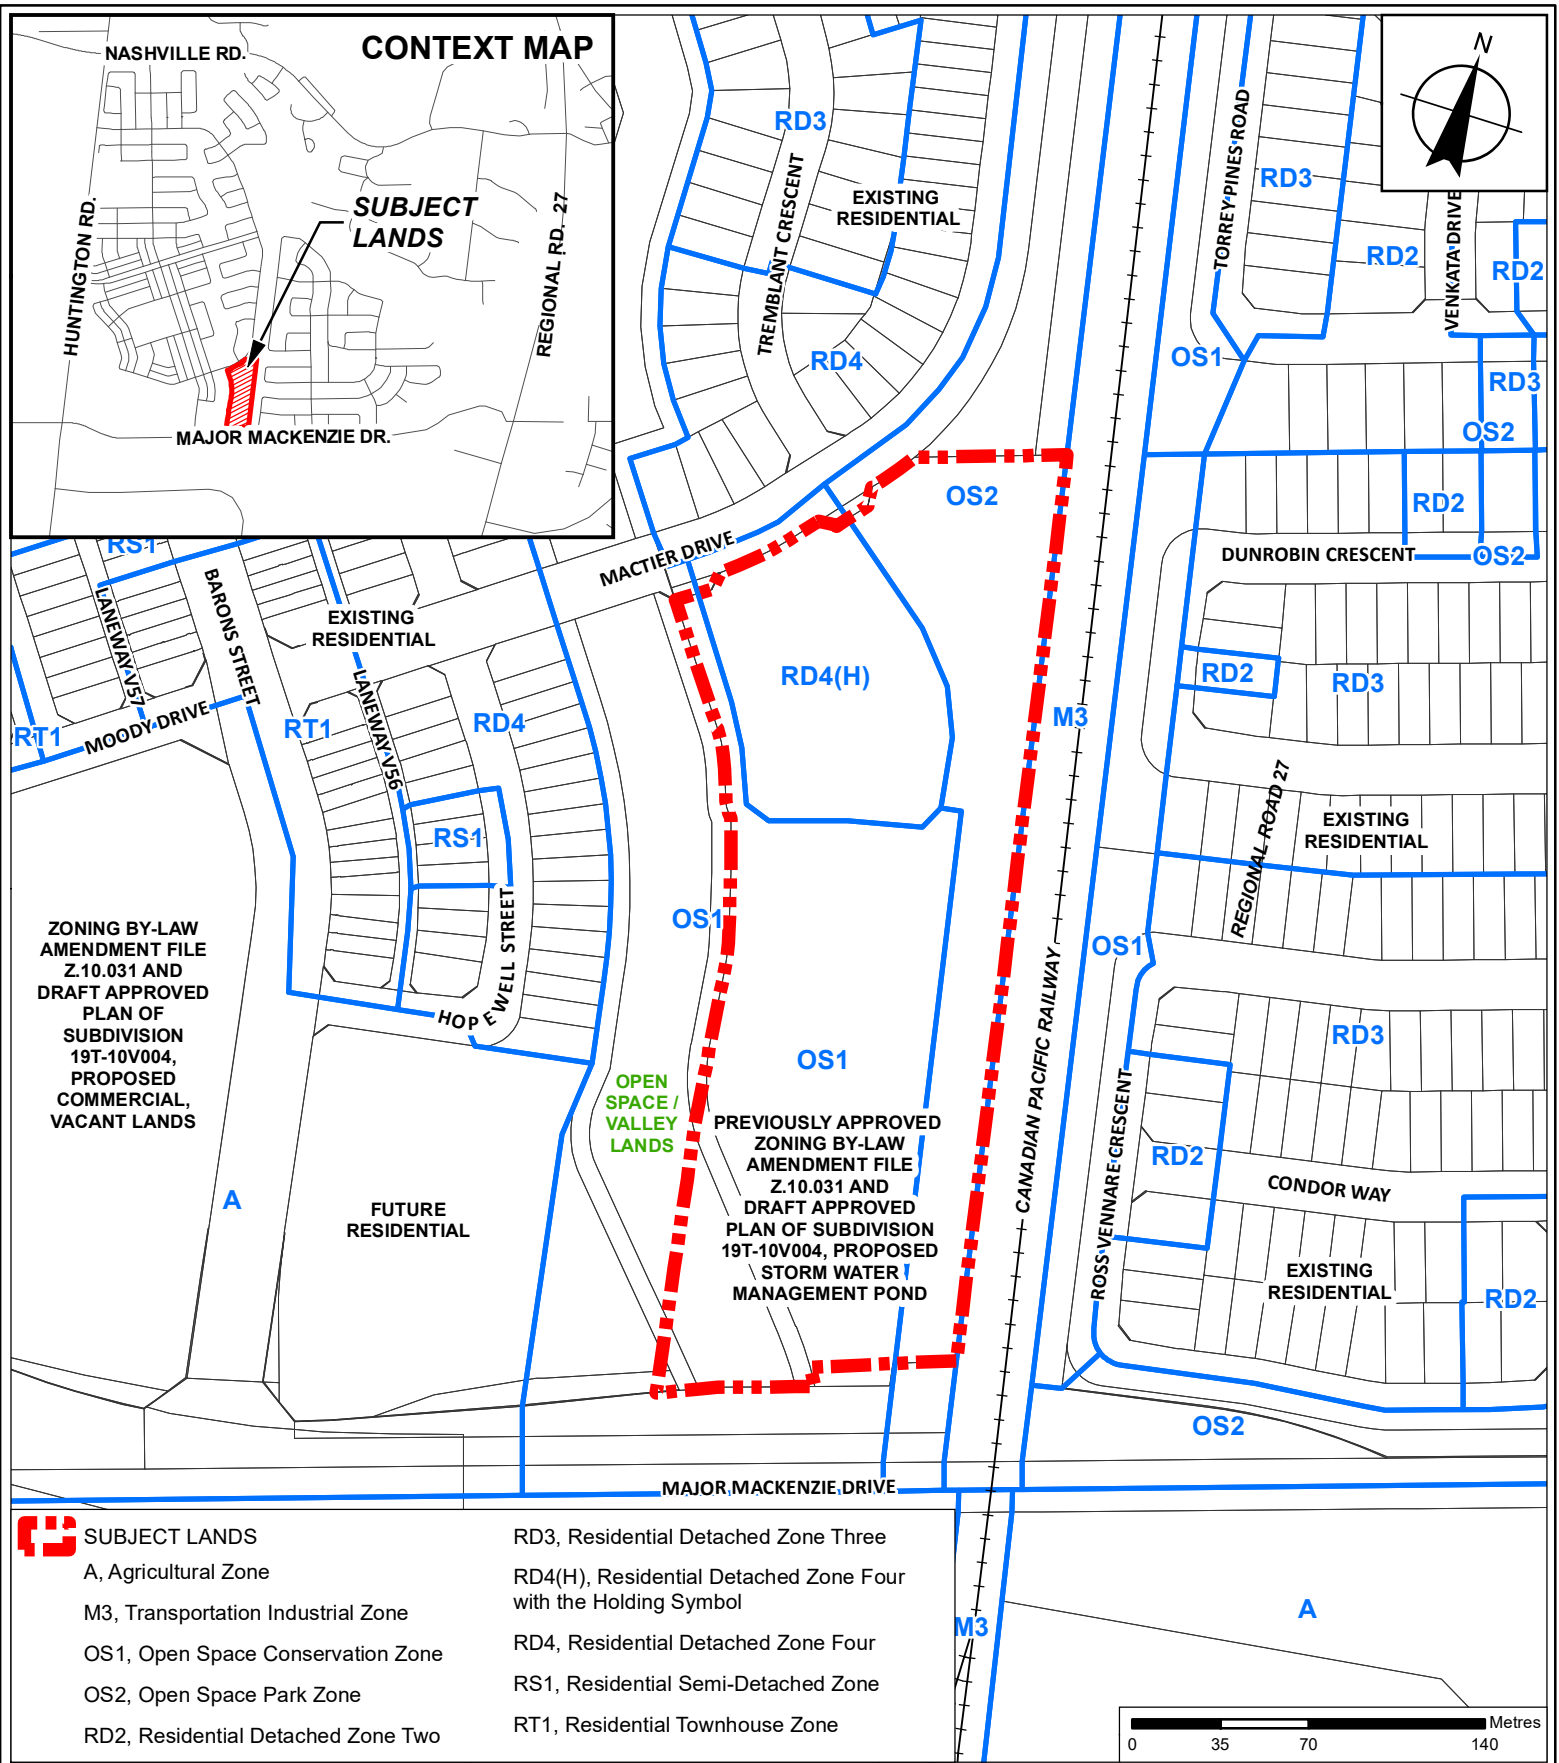 CONTEXT MAP
NASHVILLE RD.
HUNTINGTON RD.
SUBJECT
LANDS
REGIONAL RD. 27
MAJOR MACKENZIE DR.
N
RD3
TREMBLANT CRESCENT
EXISTING
RESIDENTIAL
RD4
TORREY PINES ROAD
RD3
RD2
VENKATA DRIVE
RD2
OS1
RD3
OS2
RD2
DUNROBIN CRESCENT
OS2
OS2
MACTIER DRIVE
RS1
LANEWAY V57
BARONS STREET
EXISTING
RESIDENTIAL
LANEWAY V56
RT1
MOODY DRIVE
RT1
RD4
RS1
HOPEWELL STREET
RD4(H)
M3
RD2
RD3
REGIONAL ROAD 27
EXISTING
RESIDENTIAL
OS1
OS1
ZONING BY-LAW
AMENDMENT FILE
Z.10.031 AND
DRAFT APPROVED
PLAN OF
SUBDIVISION
19T-10V004,
PROPOSED
COMMERCIAL,
VACANT LANDS
A
FUTURE
RESIDENTIAL
OPEN
SPACE /
VALLEY
LANDS
OS1
PREVIOUSLY APPROVED
ZONING BY-LAW
AMENDMENT FILE
Z.10.031 AND
DRAFT APPROVED
PLAN OF SUBDIVISION
19T-10V004, PROPOSED
STORM WATER
MANAGEMENT POND
CANADIAN PACIFIC RAILWAY
ROSS VENNARE CRESCENT
RD3
RD2
CONDOR WAY
EXISTING
RESIDENTIAL
RD2
OS2
MAJOR MACKENZIE DRIVE
M3
A
SUBJECT LANDS
A, Agricultural Zone
M3, Transportation Industrial Zone
OS1, Open Space Conservation Zone
OS2, Open Space Park Zone
RD2, Residential Detached Zone Two
RD3, Residential Detached Zone Three
RD4(H), Residential Detached Zone Four
with the Holding Symbol
RD4, Residential Detached Zone Four
RS1, Residential Semi-Detached Zone
RT1, Residential Townhouse Zone
Metres
0 35 70 140